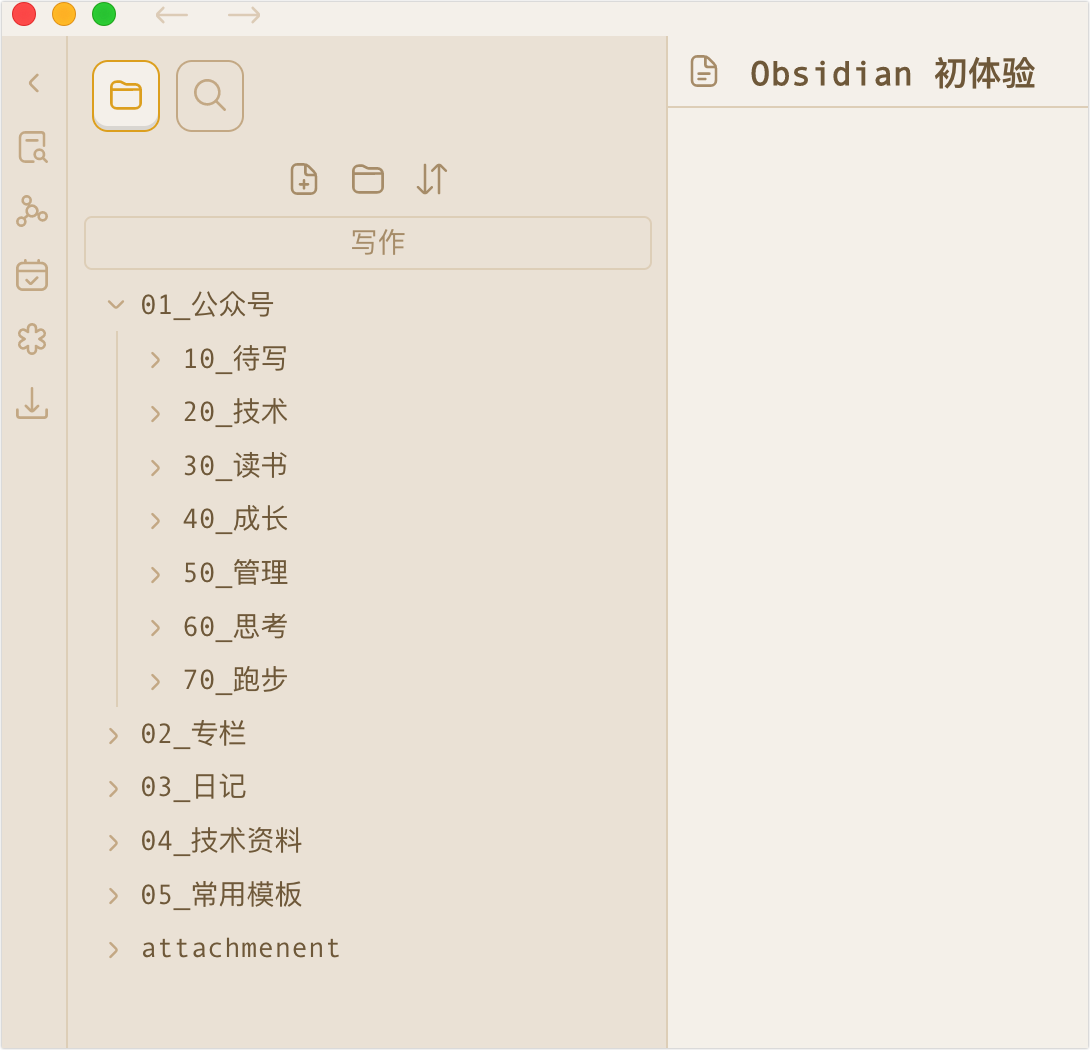 Obsidian 初体验
写作
01_公众号
10_待写
20_技术
30_读书
40_成长
50_管理
60_思考
70_跑步
02_专栏
03_日记
04_技术资料
05_常用模板
attachmenent